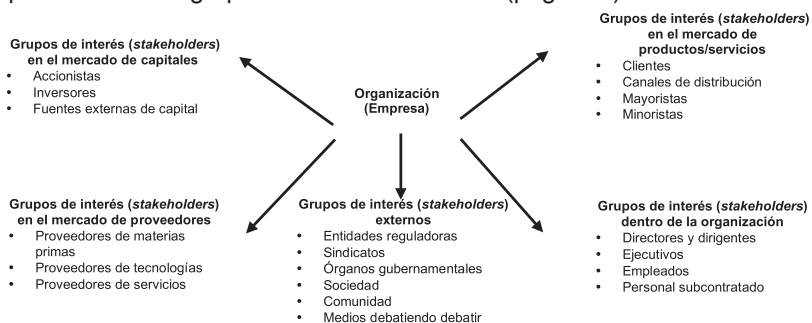 Grupos de interés (stakeholders)
en el mercado de capitales
• Accionistas
• Inversores
• Fuentes externas de capital
Organización
(Empresa)
Grupos de interés (stakeholders)
en el mercado de
productos/servicios
• Clientes
• Canales de distribución
• Mayoristas
• Minoristas
Grupos de interés (stakeholders)
en el mercado de proveedores
• Proveedores de materias
primas
• Proveedores de tecnologías
• Proveedores de servicios
Grupos de interés (stakeholders)
externos
• Entidades reguladoras
• Sindicatos
• Órganos gubernamentales
• Sociedad
• Comunidad
• Medios debatiendo debatir
Grupos de interés (stakeholders)
dentro de la organización
• Directores y dirigentes
• Ejecutivos
• Empleados
• Personal subcontratado